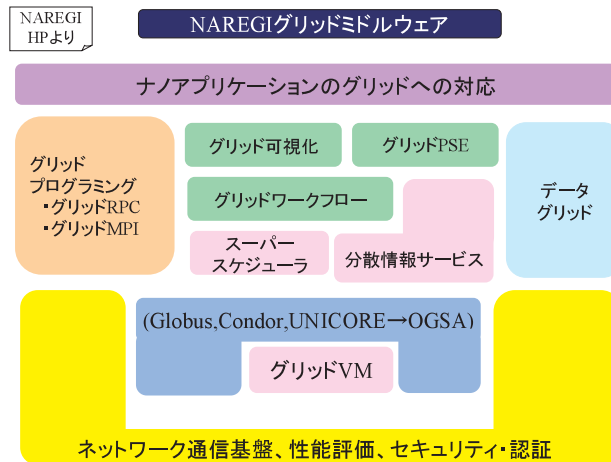 NAREGI
HPより
NAREGIグリッドミドルウェア
ナノアプリケーションのグリッドへの対応
グリッド
プログラミング
・グリッドRPC
・グリッドMPI
グリッド可視化
グリッドPSE
グリッドワークフロー
スーパー
スケジューラ
分散情報サービス
データ
グリッド
(Globus,Condor,UNICORE→OGSA)
グリッドVM
ネットワーク通信基盤、性能評価、セキュリティ・認証